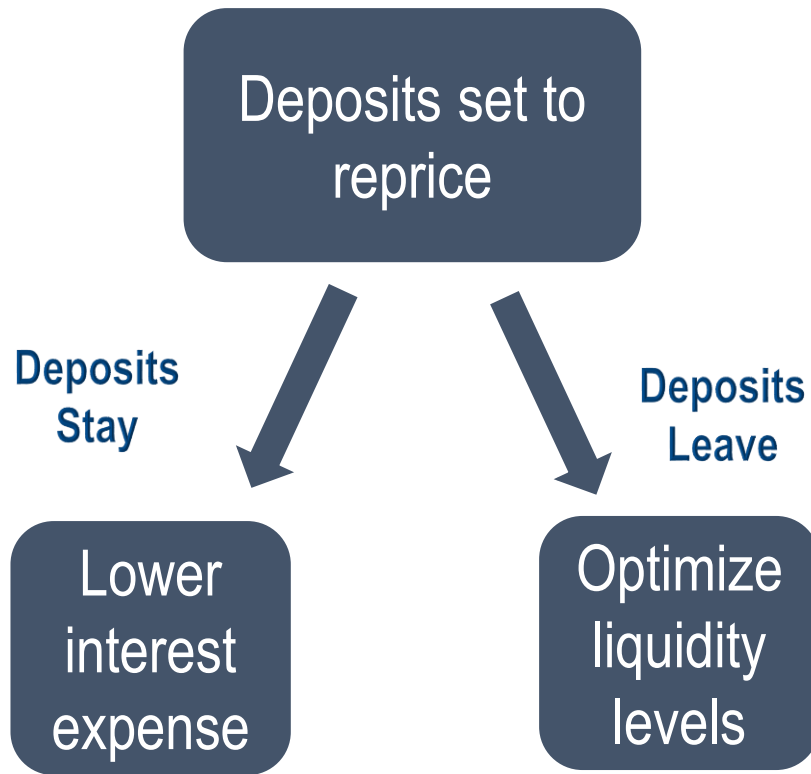 Deposits set to
reprice
Deposits
Stay
Deposits
Leave
Lower
interest
expense
Optimize
liquidity
levels